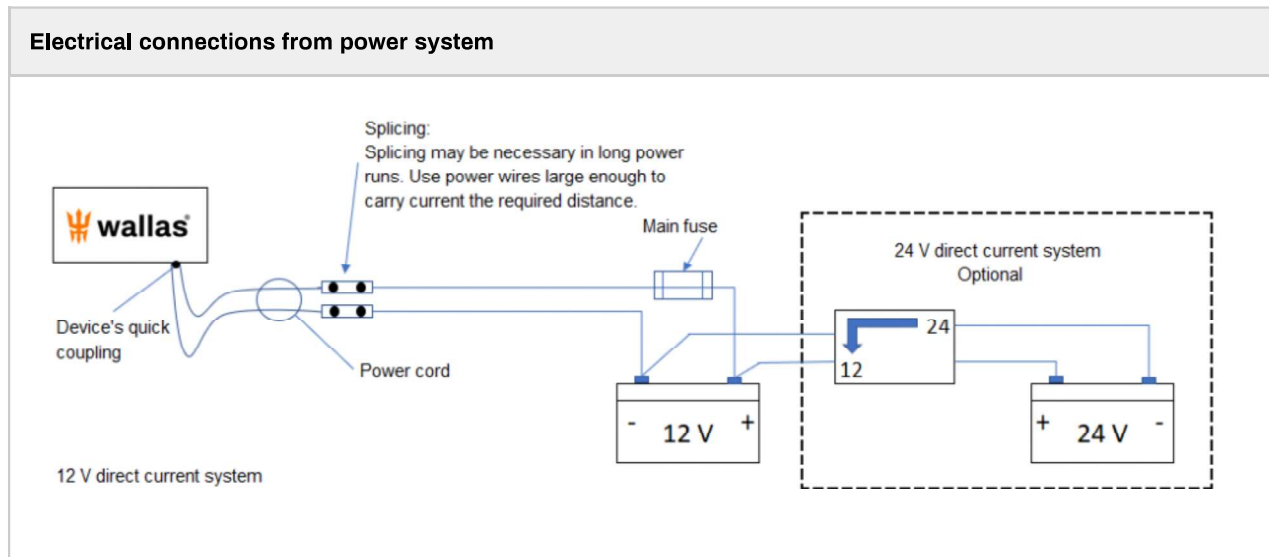 Electrical connections from power system
Splicing:
Splicing may be necessary in long power
runs. Use power wires large enough to
carry current the required distance.
wallas
Main fuse
24 V direct current system
Optional
Device's quick
coupling
Power cord
24
12
- 12 V +
+ 24 V -
12 V direct current system